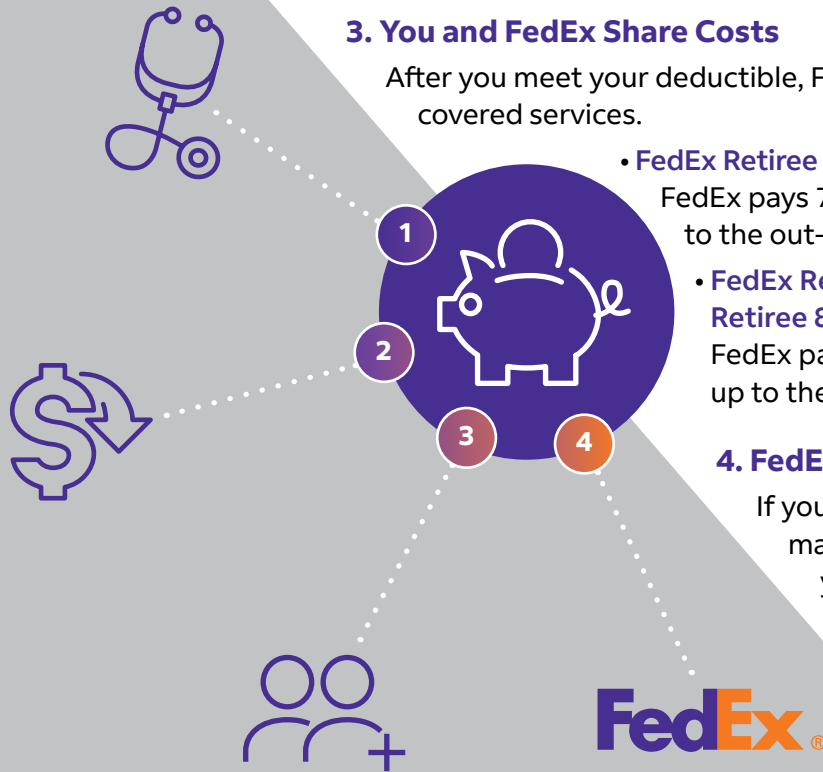 3. You and FedEx Share Costs
After you meet your deductible, F
covered services.
• FedEx Retiree
FedEx pays 7
to the out-
• FedEx Re
Retiree 8
FedEx pa
up to the
4. FedE
If you
ma
1
2
3
4
FedEx®